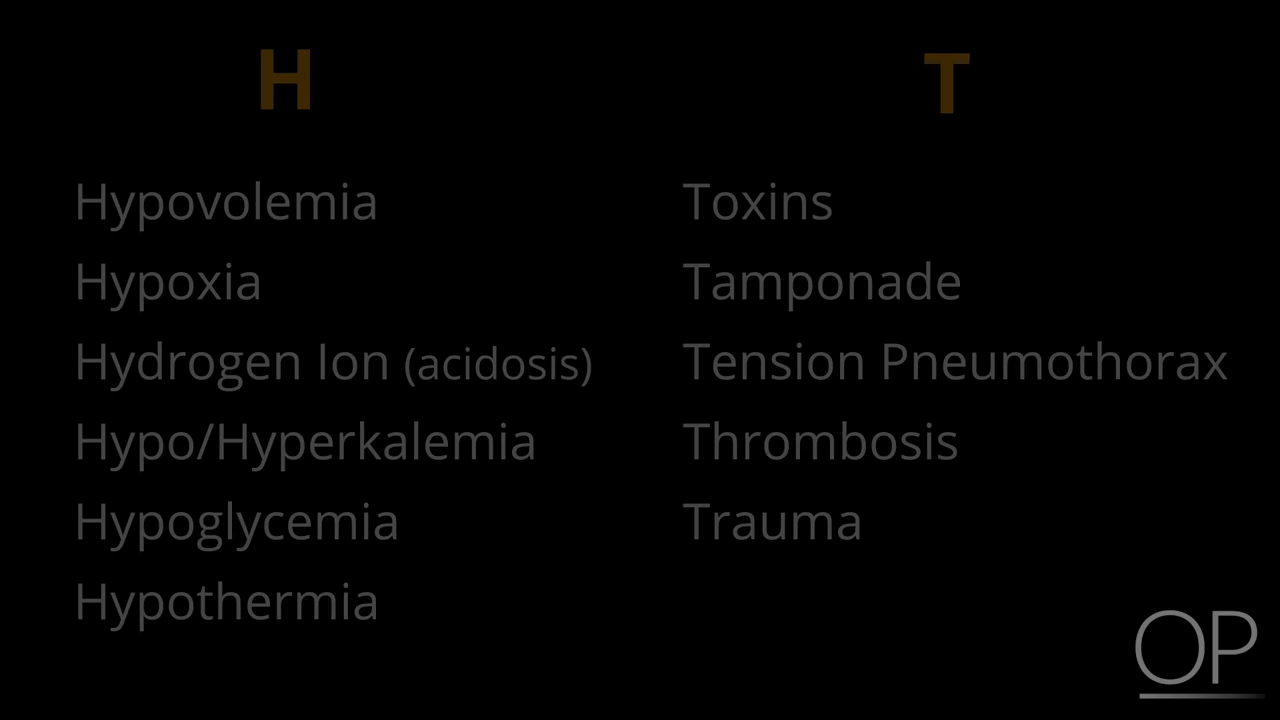 H
Hypovolemia
Hypoxia
Hydrogen Ion (acidosis)
Hypo/Hyperkalemia
Hypoglycemia
Hypothermia
T
Toxins
Tamponade
Tension Pneumothorax
Thrombosis
Trauma
OP